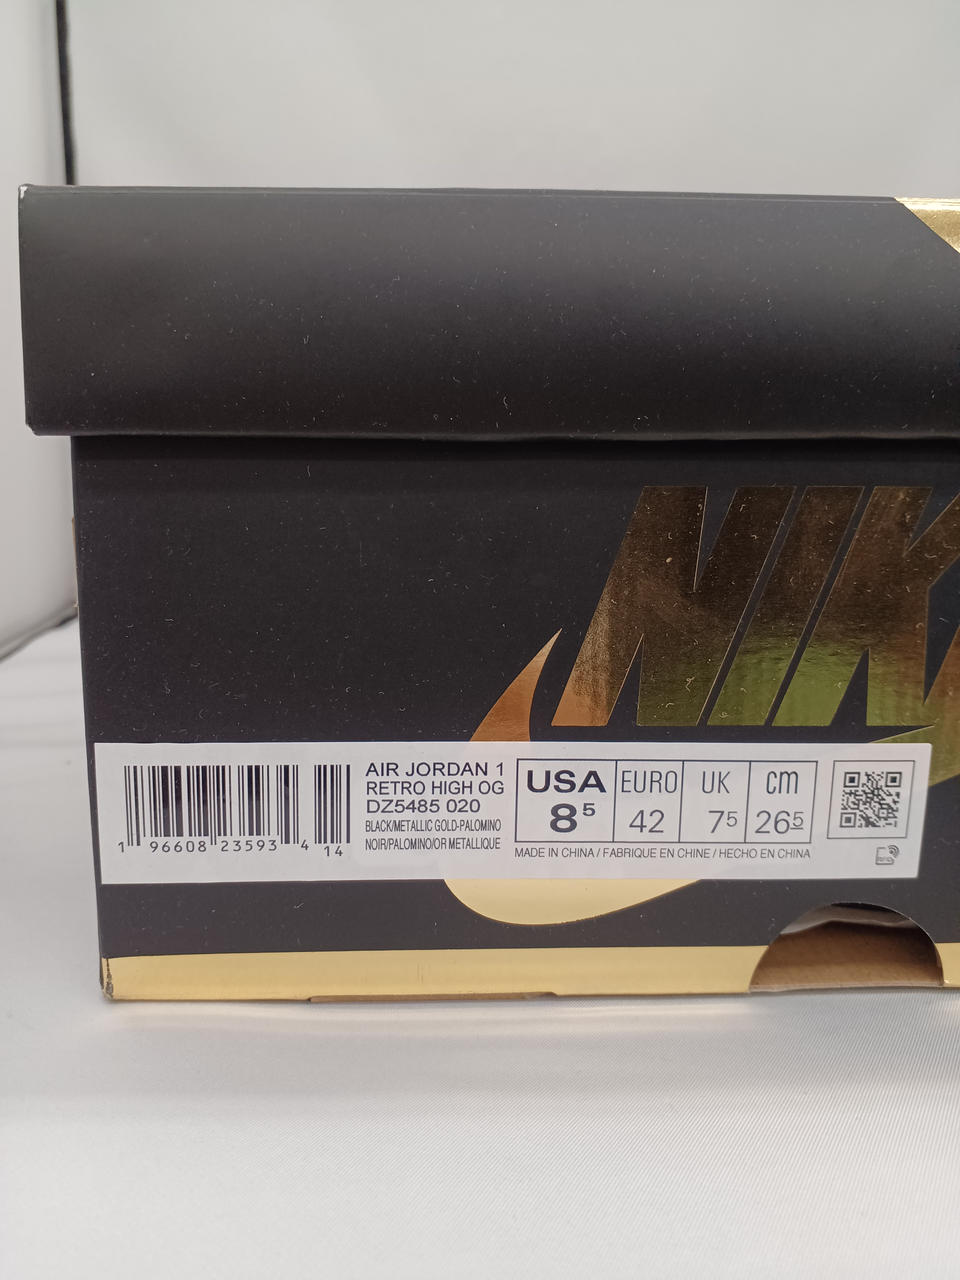 NIK
AIR JORDAN 1
RETRO HIGH OG
DZ5485 020
BLACK/METALLIC GOLD-PALOMINO
NOIR/PALOMINO/OR METALLIQUE
1 96608 23593 4 14
USA EURO UK cm
8⁵ 42 7⁵ 26⁵
MADE IN CHINA / FABRIQUE EN CHINE / HECHO EN CHINA